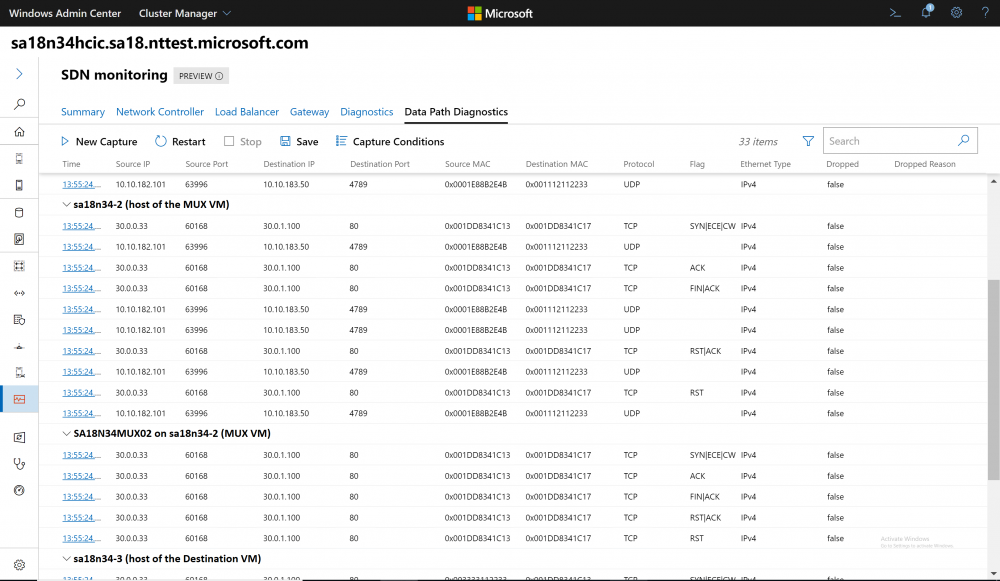 Windows Admin Center Cluster Manager Microsoft 1 ?
sa18n34hcic.sa18.nttest.microsoft.com
SDN monitoring PREVIEW
Summary Network Controller Load Balancer Gateway Diagnostics Data Path Diagnostics
New Capture Restart Stop Save Capture Conditions 33 items Search
Time Source IP Source Port Destination IP Destination Port Source MAC Destination MAC Protocol Flag Ethernet Type Dropped Dropped Reason
13:55:24.... 10.10.182.101 63996 10.10.183.50 4789 0x0001E88B2E4B 0x001112112233 UDP IPv4 false
sa18n34-2 (host of the MUX VM)
13:55:24.... 30.0.0.33 60168 30.0.1.100 80 0x001DD8341C13 0x001DD8341C17 TCP SYN|ECE|CW IPv4 false
13:55:24.... 10.10.182.101 63996 10.10.183.50 4789 0x0001E88B2E4B 0x001112112233 UDP IPv4 false
13:55:24.... 30.0.0.33 60168 30.0.1.100 80 0x001DD8341C13 0x001DD8341C17 TCP ACK IPv4 false
13:55:24.... 30.0.0.33 60168 30.0.1.100 80 0x001DD8341C13 0x001DD8341C17 TCP FIN|ACK IPv4 false
13:55:24.... 10.10.182.101 63996 10.10.183.50 4789 0x0001E88B2E4B 0x001112112233 UDP IPv4 false
13:55:24.... 10.10.182.101 63996 10.10.183.50 4789 0x0001E88B2E4B 0x001112112233 UDP IPv4 false
13:55:24.... 30.0.0.33 60168 30.0.1.100 80 0x001DD8341C13 0x001DD8341C17 TCP RST|ACK IPv4 false
13:55:24.... 10.10.182.101 63996 10.10.183.50 4789 0x0001E88B2E4B 0x001112112233 UDP IPv4 false
13:55:24.... 30.0.0.33 60168 30.0.1.100 80 0x001DD8341C13 0x001DD8341C17 TCP RST IPv4 false
13:55:24.... 10.10.182.101 63996 10.10.183.50 4789 0x0001E88B2E4B 0x001112112233 UDP IPv4 false
SA18N34MUX02 on sa18n34-2 (MUX VM)
13:55:24.... 30.0.0.33 60168 30.0.1.100 80 0x001DD8341C13 0x001DD8341C17 TCP SYN|ECE|CW IPv4 false
13:55:24.... 30.0.0.33 60168 30.0.1.100 80 0x001DD8341C13 0x001DD8341C17 TCP ACK IPv4 false
13:55:24.... 30.0.0.33 60168 30.0.1.100 80 0x001DD8341C13 0x001DD8341C17 TCP FIN|ACK IPv4 false
13:55:24.... 30.0.0.33 60168 30.0.1.100 80 0x001DD8341C13 0x001DD8341C17 TCP RST|ACK IPv4 false
13:55:24.... 30.0.0.33 60168 30.0.1.100 80 0x001DD8341C13 0x001DD8341C17 TCP RST IPv4 false
Activate Windows
Go to Settings to activate Windows.
sa18n34-3 (host of the Destination VM)